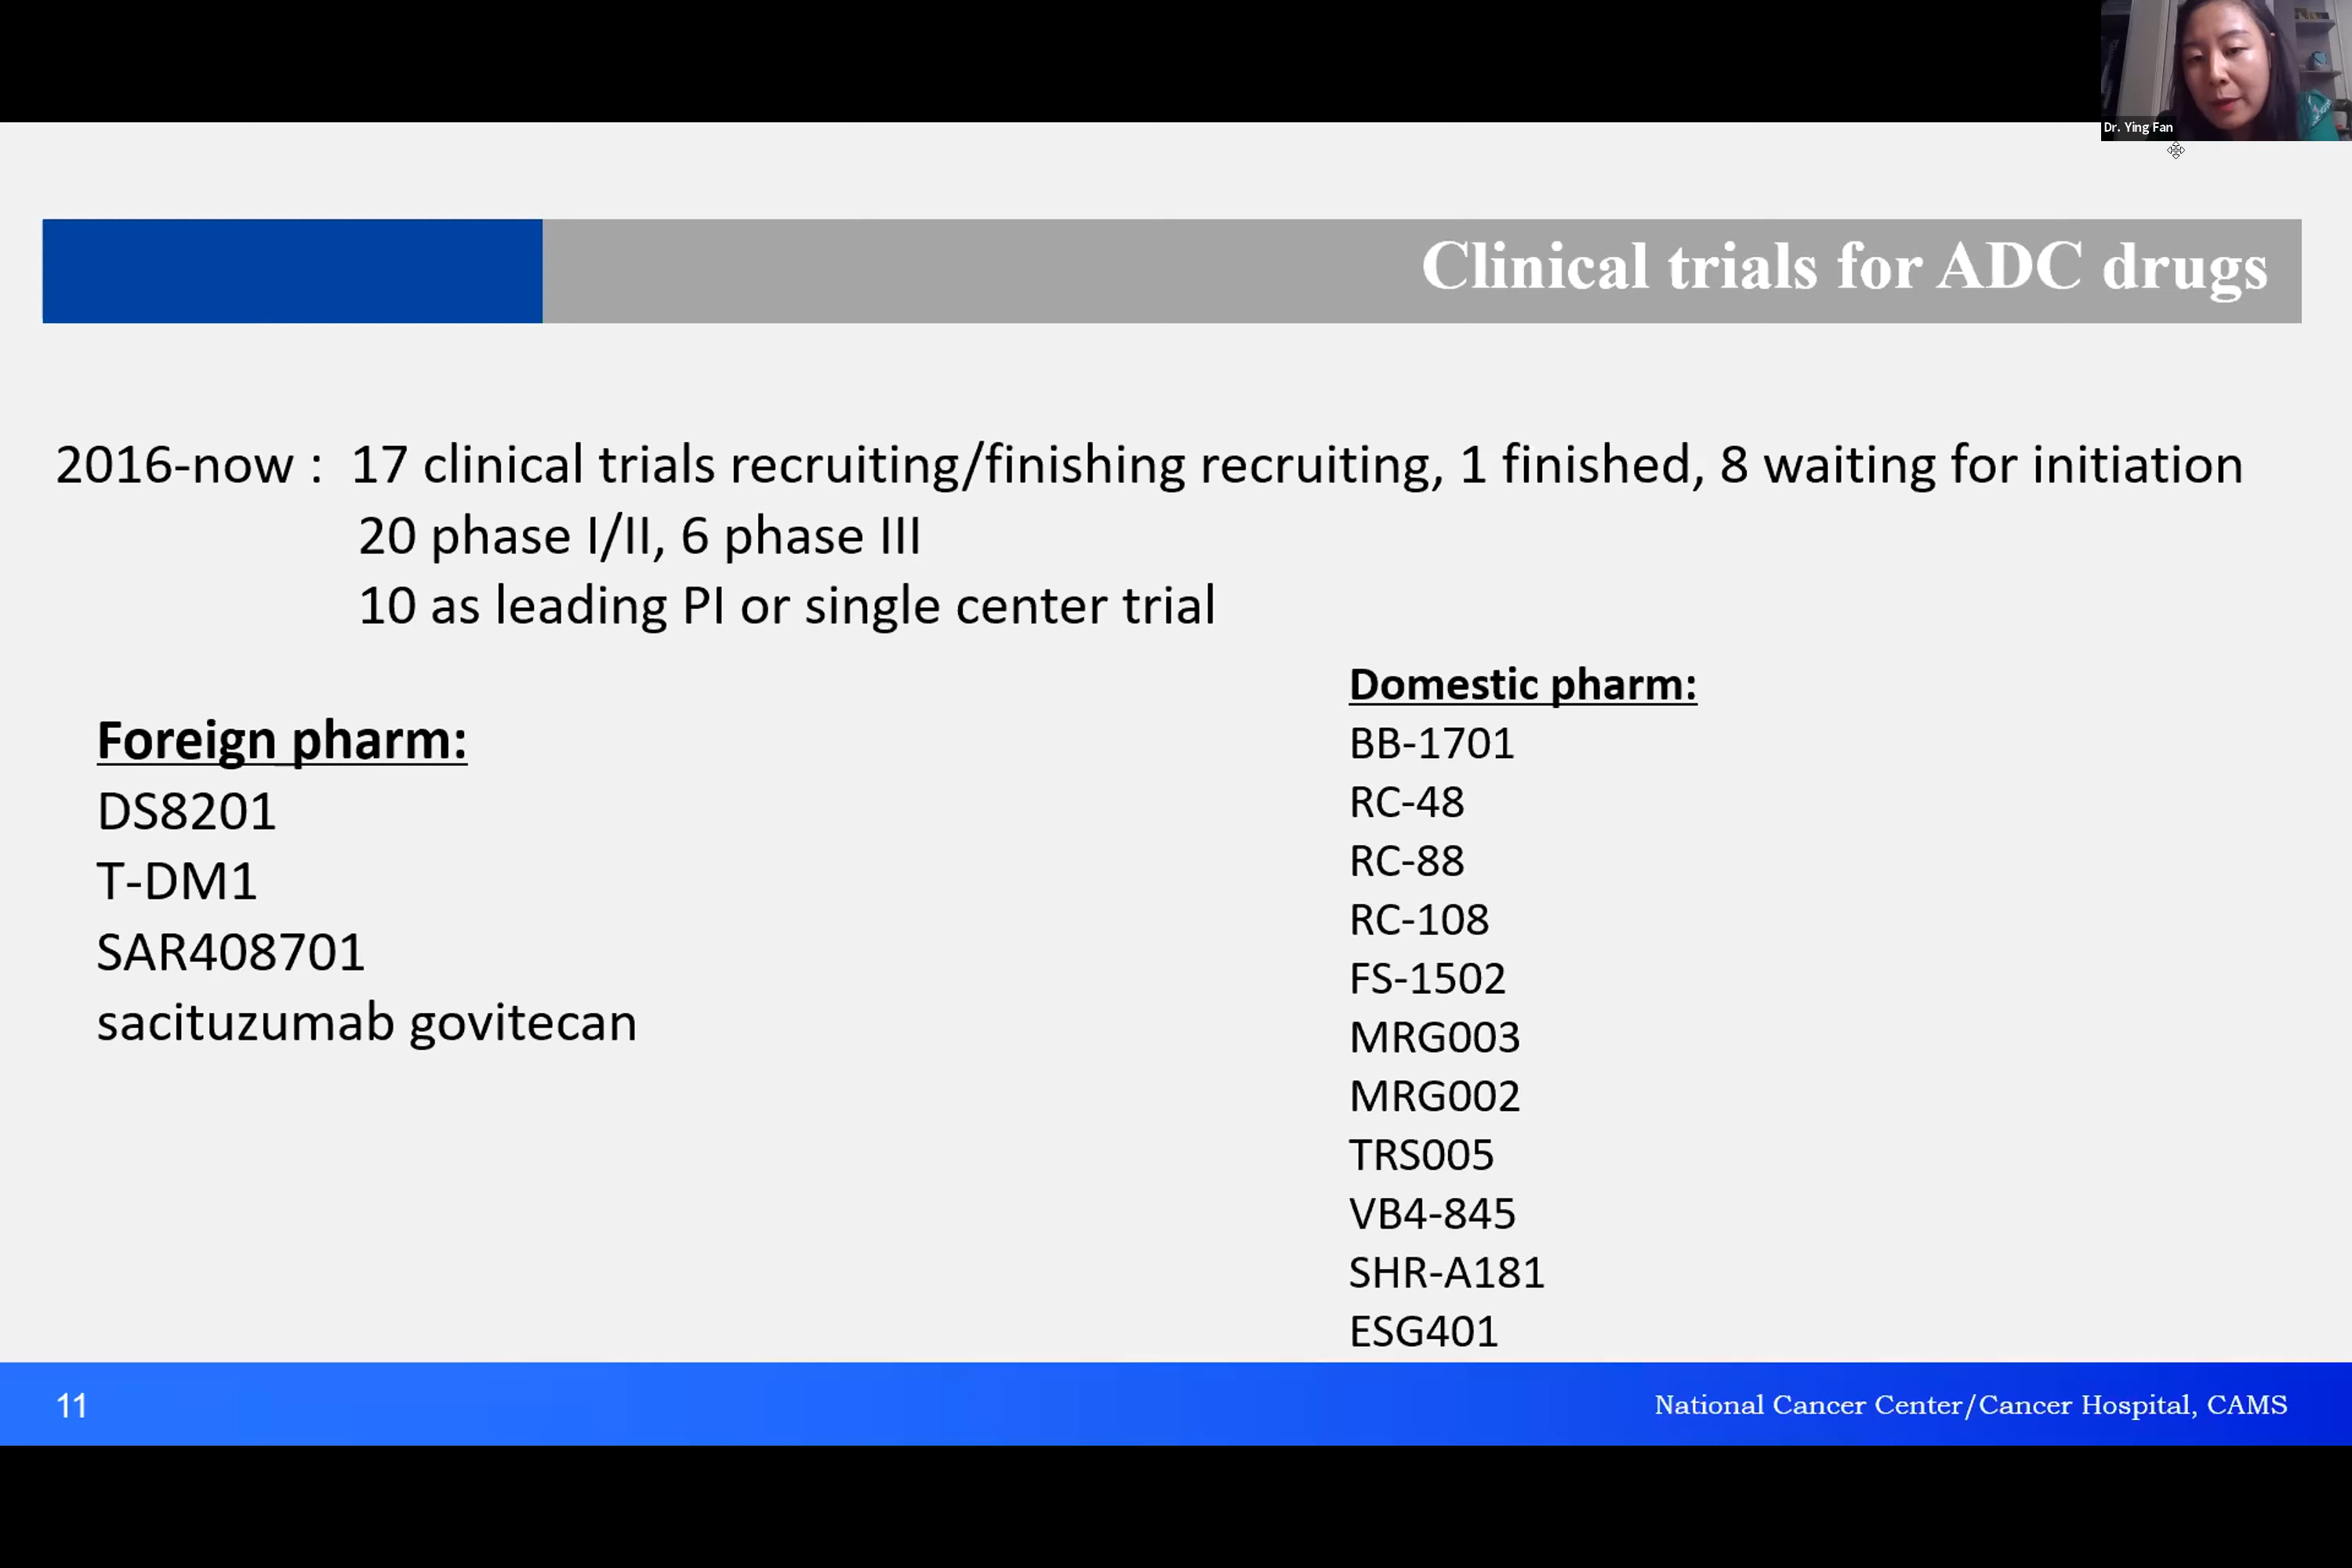 Dr. Ying Fan
Clinical trials for ADC drugs
2016-now : 17 clinical trials recruiting/finishing recruiting, 1 finished, 8 waiting for initiation
20 phase I/II, 6 phase III
10 as leading PI or single center trial
Foreign pharm:
DS8201
T-DM1
SAR408701
sacituzumab govitecan
Domestic pharm:
BB-1701
RC-48
RC-88
RC-108
FS-1502
MRG003
MRG002
TRS005
VB4-845
SHR-A181
ESG401
11
National Cancer Center/Cancer Hospital, CAMS